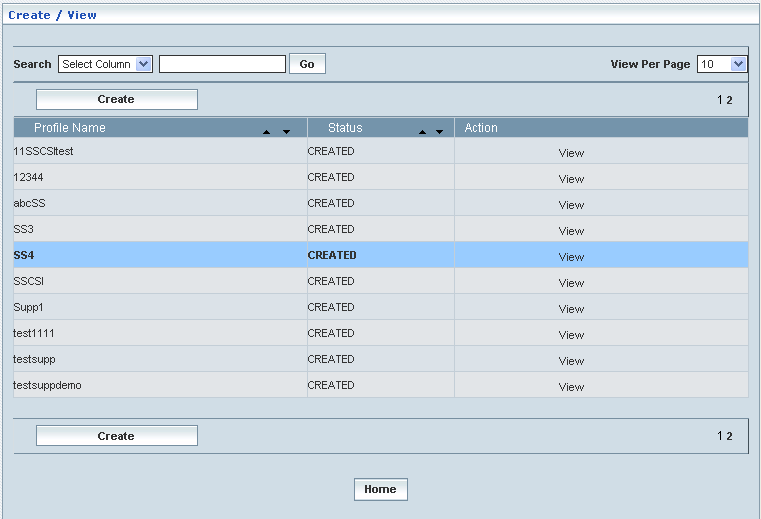 Create / View
Search Select Column Go View Per Page 10
Create 1 2
Profile Name Status Action
11SSCSItest CREATED View
12344 CREATED View
abcSS CREATED View
SS3 CREATED View
SS4 CREATED View
SSCSI CREATED View
Supp1 CREATED View
test1111 CREATED View
testsupp CREATED View
testsuppdemo CREATED View
Create 1 2
Home